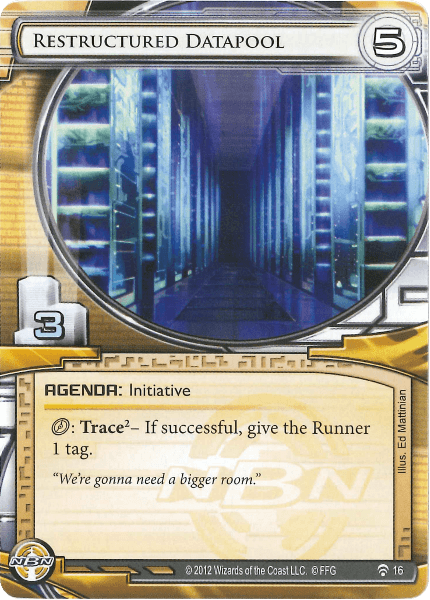 RESTRUCTURED DATAPOOL
5
3
AGENDA: Initiative
: Trace²– If successful, give the Runner
1 tag.
“We’re gonna need a bigger room.”
Illus. Ed Mattinian
NBN
NBN
© 2012 Wizards of the Coast LLC. © FFG
16